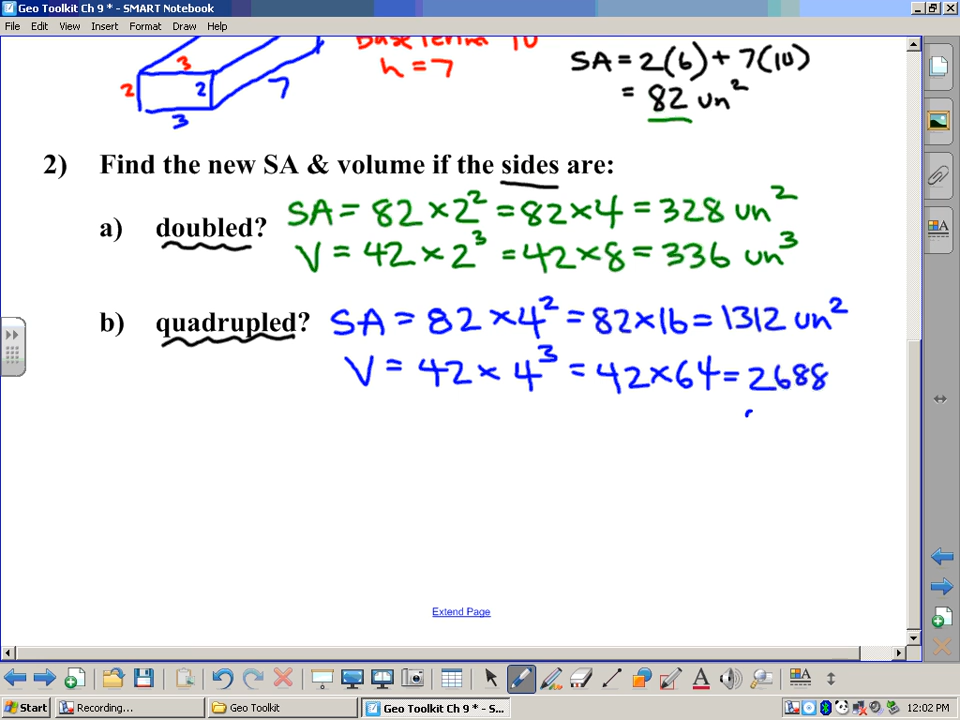 Geo Toolkit Ch 9 * - SMART Notebook
File Edit View Insert Format Draw Help
3
2 2 7
3
h = 7
SA = 2(6) + 7(10)
= 82 un²
2) Find the new SA & volume if the sides are:
a) doubled? SA = 82 × 2² = 82 × 4 = 328 un²
V = 42 × 2³ = 42 × 8 = 336 un³
b) quadrupled? SA = 82 × 4² = 82 × 16 = 1312 un²
V = 42 × 4³ = 42 × 64 = 2688
Extend Page
Start Recording... Geo Toolkit Geo Toolkit Ch 9 * - S... 12:02 PM